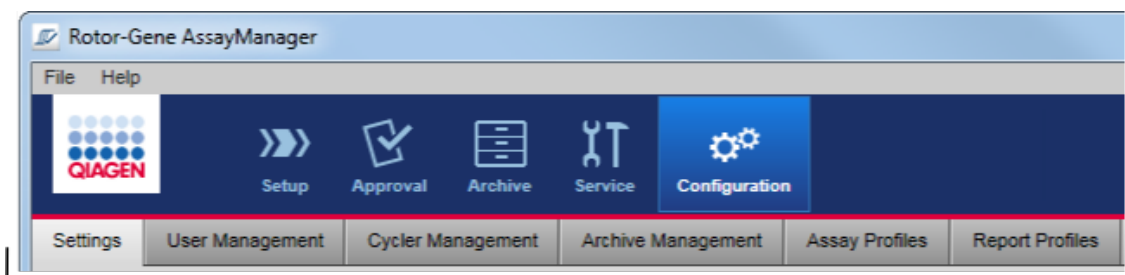 Rotor-Gene AssayManager
File Help
QIAGEN
Setup Approval Archive Service Configuration
Settings User Management Cycler Management Archive Management Assay Profiles Report Profiles